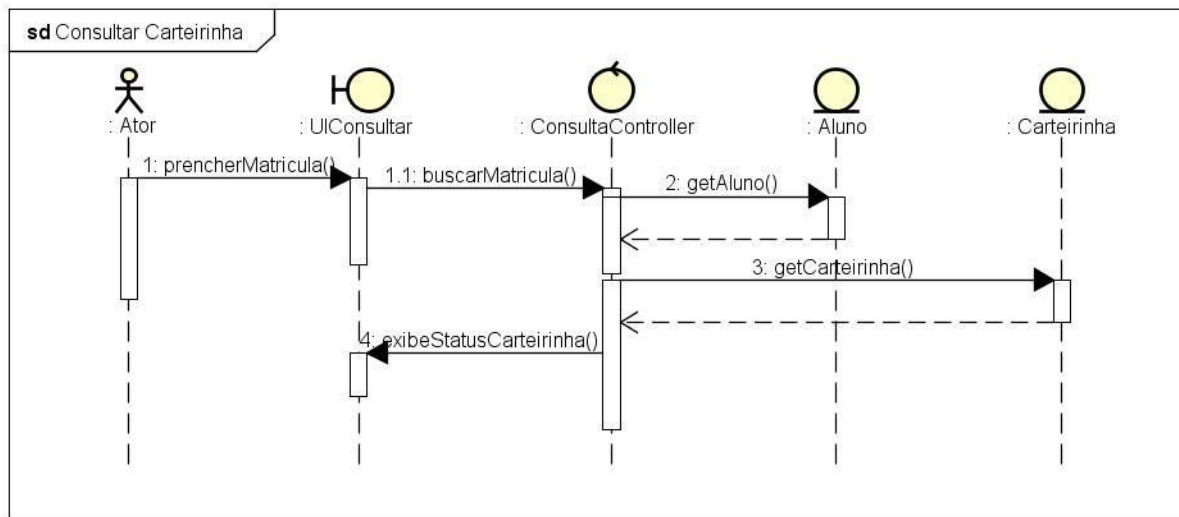 sd Consultar Carteirinha
: Ator
: UIConsultar
: ConsultaController
: Aluno
: Carteirinha
1: prencherMatricula()
1.1: buscarMatricula()
2: getAluno()
3: getCarteirinha()
4: exibeStatusCarteirinha()